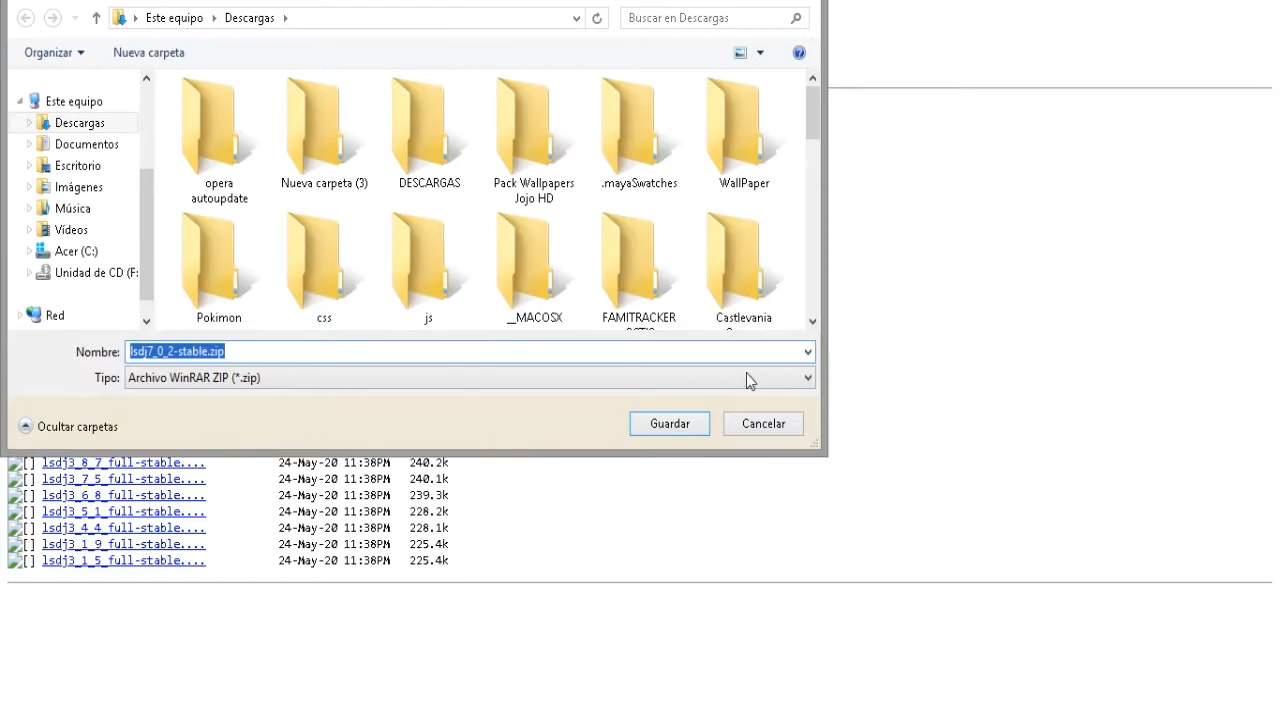 Este equipo Descargas Buscar en Descargas
Organizar Nueva carpeta
Este equipo
Descargas
Documentos
Escritorio
Imágenes
Música
Vídeos
Acer (C:)
Unidad de CD (F:
Red
opera autoupdate
Nueva carpeta (3)
DESCARGAS
Pack Wallpapers Jojo HD
.mayaSwatches
WallPaper
Pokimon
css
js
__MACOSX
FAMITRACKER
Castlevania
Nombre: lsdj7_0_2-stable.zip
Tipo: Archivo WinRAR ZIP (*.zip)
Ocultar carpetas Guardar Cancelar
[] lsdj3_8_7_full-stable.... 24-May-20 11:38PM 240.2k
[] lsdj3_7_5_full-stable.... 24-May-20 11:38PM 240.1k
[] lsdj3_6_8_full-stable.... 24-May-20 11:38PM 239.3k
[] lsdj3_5_1_full-stable.... 24-May-20 11:38PM 228.2k
[] lsdj3_4_4_full-stable.... 24-May-20 11:38PM 228.1k
[] lsdj3_1_9_full-stable.... 24-May-20 11:38PM 225.4k
[] lsdj3_1_5_full-stable.... 24-May-20 11:38PM 225.4k